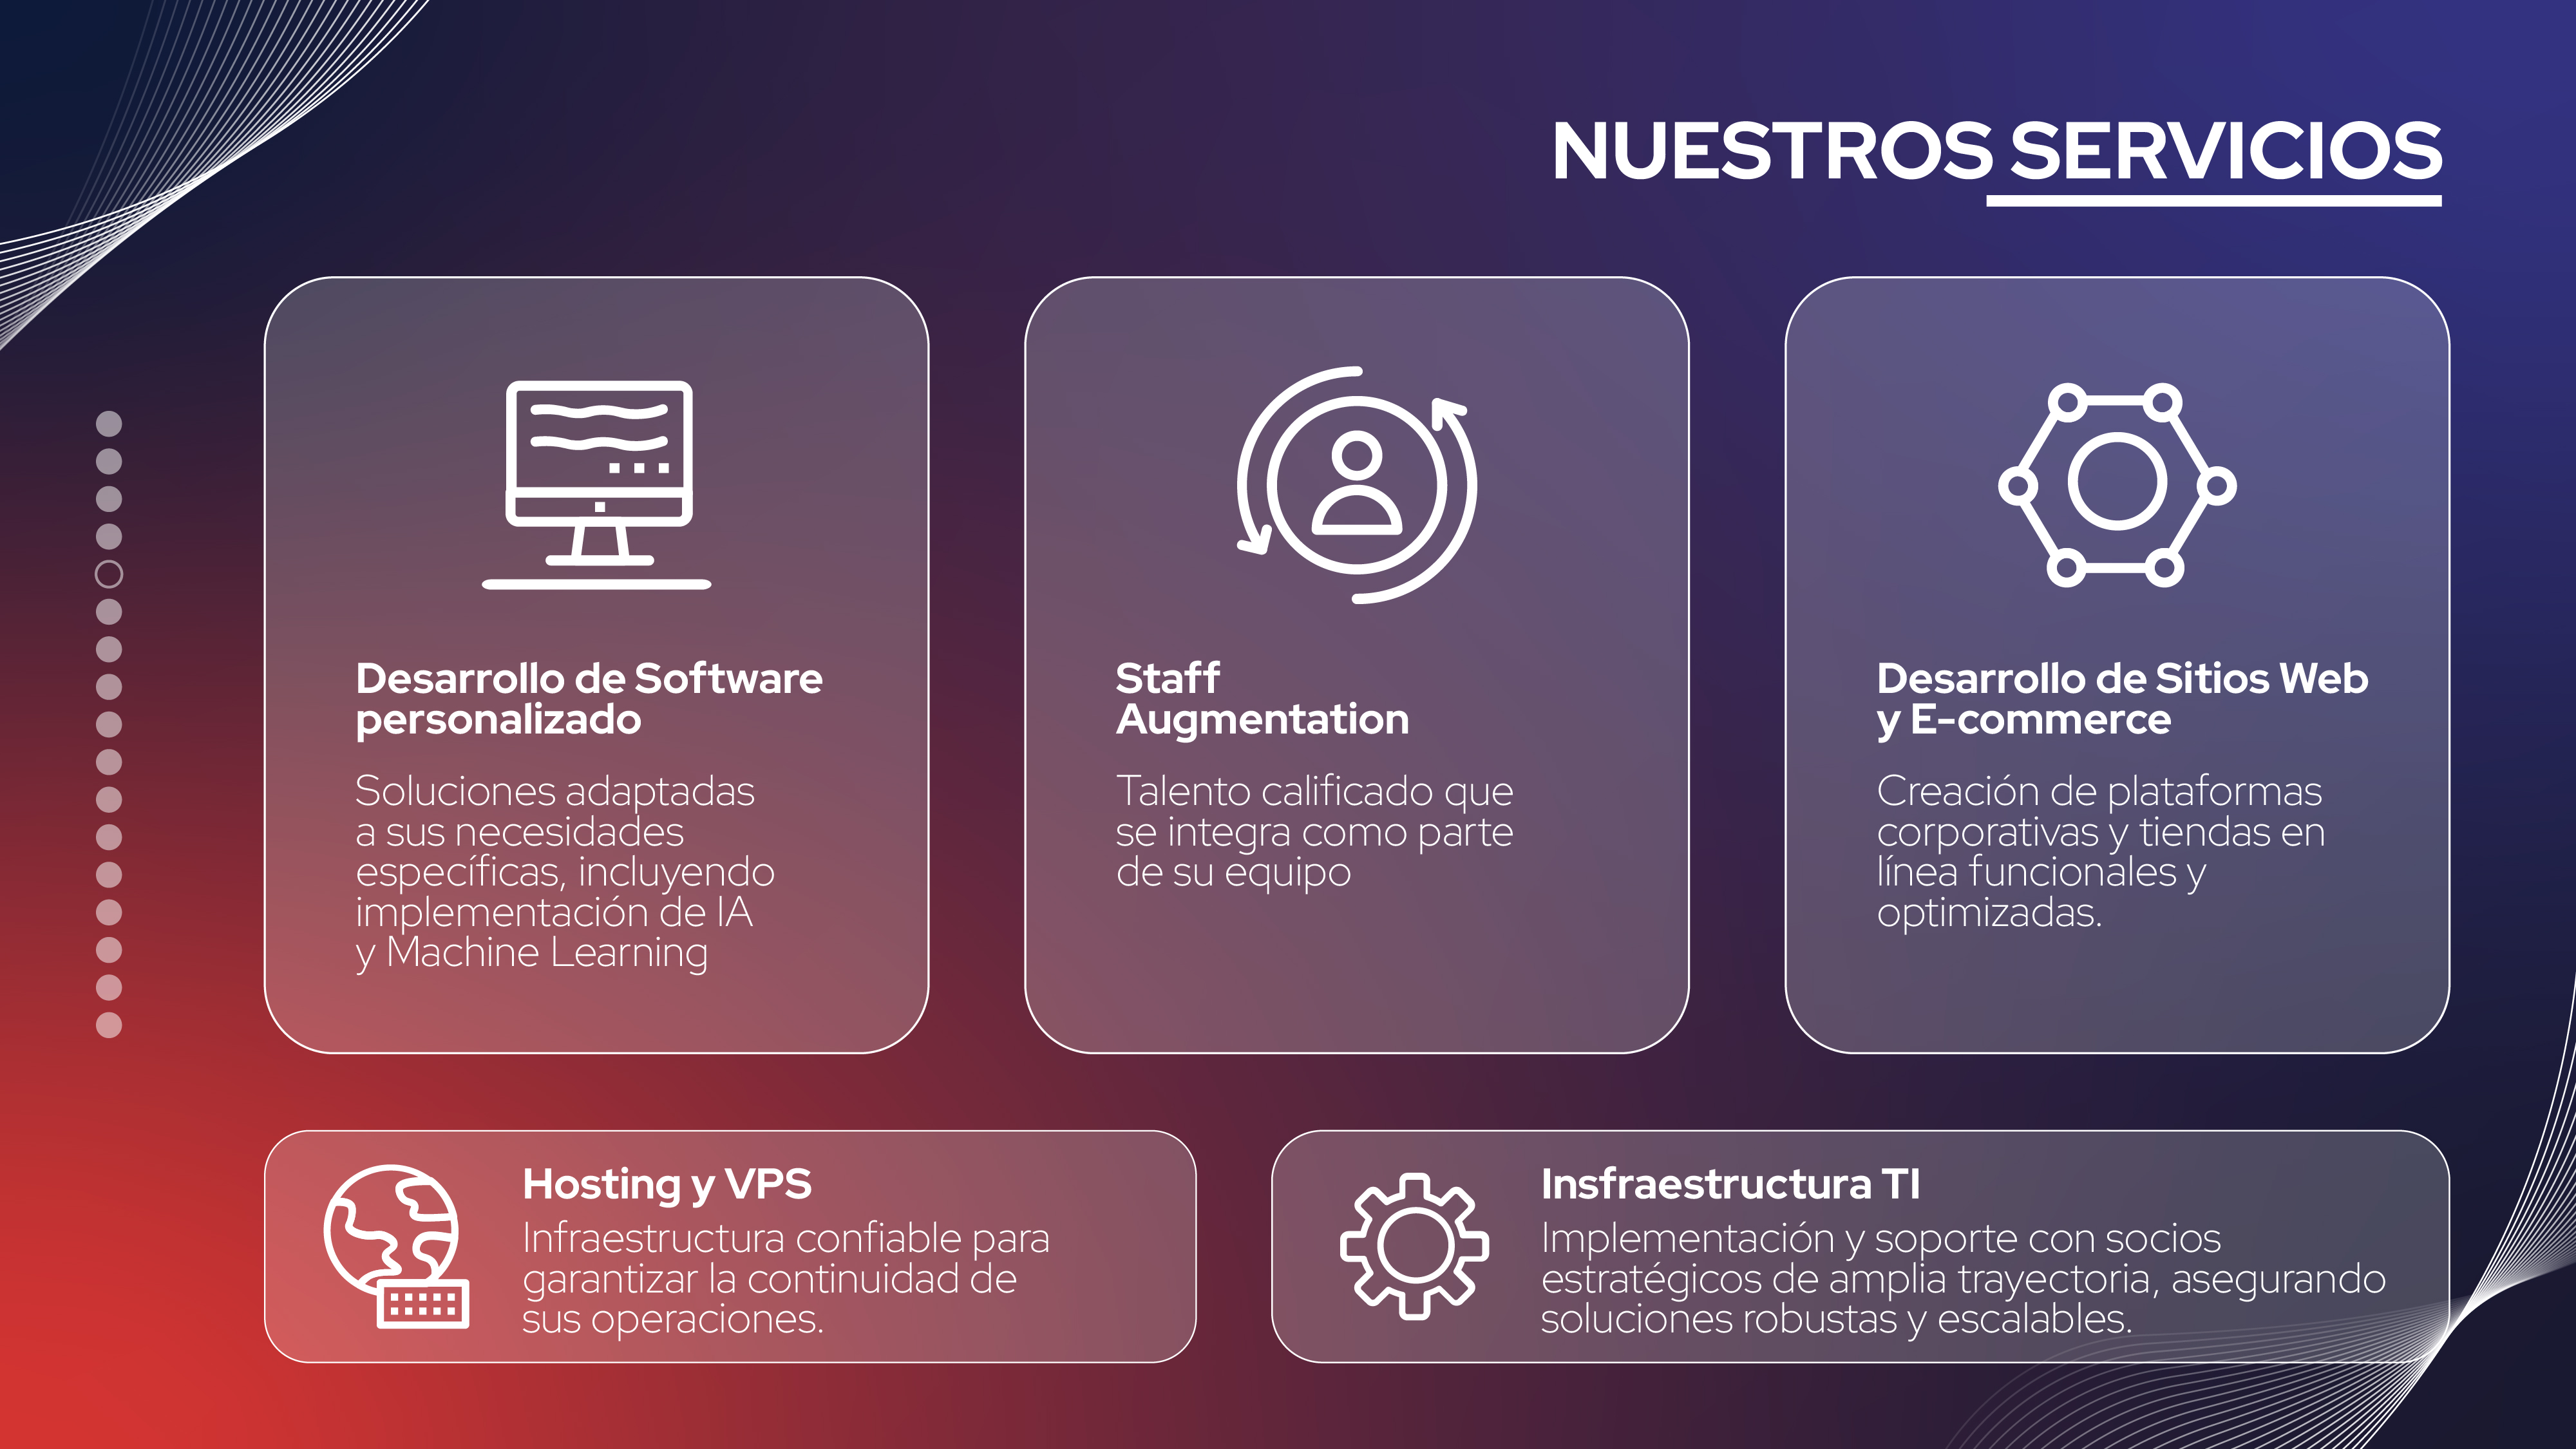 NUESTROS SERVICIOS
Desarrollo de Software
personalizado
Soluciones adaptadas
a sus necesidades
específicas, incluyendo
implementación de IA
y Machine Learning
Staff
Augmentation
Talento calificado que
se integra como parte
de su equipo
Desarrollo de Sitios Web
y E-commerce
Creación de plataformas
corporativas y tiendas en
línea funcionales y
optimizadas.
Hosting y VPS
Infraestructura confiable para
garantizar la continuidad de
sus operaciones.
Insfraestructura TI
Implementación y soporte con socios
estratégicos de amplia trayectoria, asegurando
soluciones robustas y escalables.